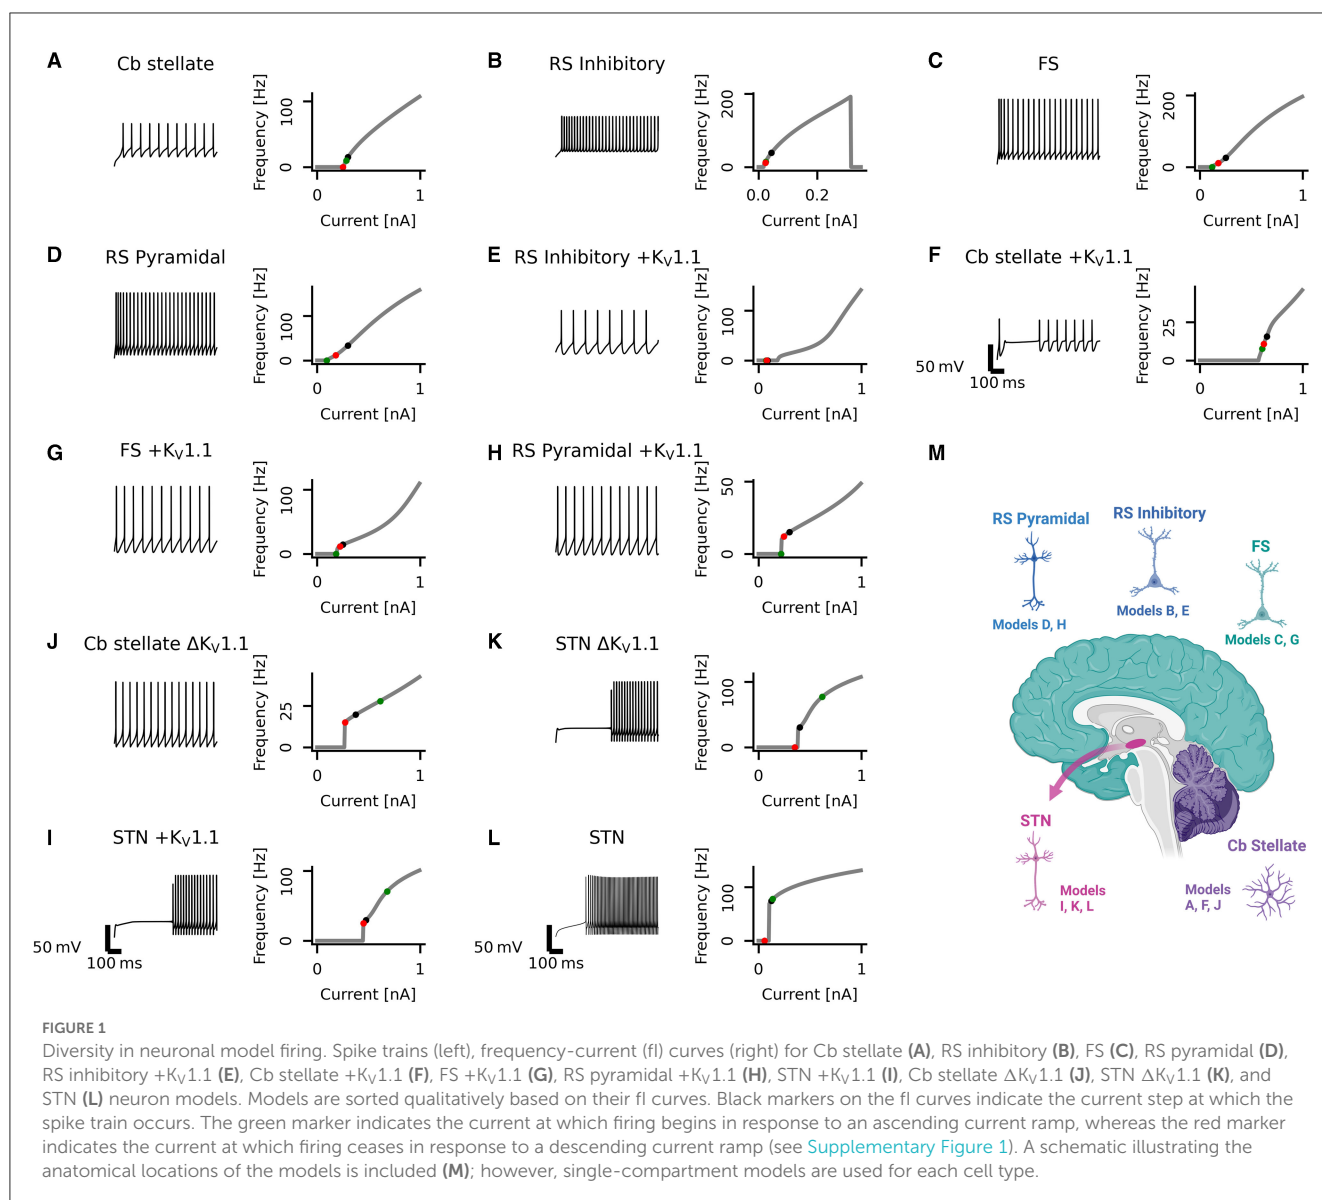 A
Cb stellate
Frequency [Hz]
100
0
0
1
Current [nA]
B
RS Inhibitory
Frequency [Hz]
200
0
0.0
0.2
Current [nA]
C
FS
Frequency [Hz]
200
0
0
1
Current [nA]
D
RS Pyramidal
Frequency [Hz]
100
0
0
1
Current [nA]
E
RS Inhibitory +KV1.1
Frequency [Hz]
100
0
0
1
Current [nA]
F
Cb stellate +KV1.1
50 mV
100 ms
Frequency [Hz]
25
0
0
1
Current [nA]
G
FS +KV1.1
Frequency [Hz]
100
0
0
1
Current [nA]
H
RS Pyramidal +KV1.1
Frequency [Hz]
50
0
0
1
Current [nA]
M
RS Pyramidal
Models D, H
RS Inhibitory
Models B, E
FS
Models C, G
STN
Models
I, K, L
Cb Stellate
Models
A, F, J
J
Cb stellate ΔKV1.1
Frequency [Hz]
25
0
0
1
Current [nA]
K
STN ΔKV1.1
Frequency [Hz]
100
0
0
1
Current [nA]
I
STN +KV1.1
50 mV
100 ms
Frequency [Hz]
100
0
0
1
Current [nA]
L
STN
50 mV
100 ms
Frequency [Hz]
100
0
0
1
Current [nA]
FIGURE 1
Diversity in neuronal model firing. Spike trains (left), frequency-current (fI) curves (right) for Cb stellate (A), RS inhibitory (B), FS (C), RS pyramidal (D),
RS inhibitory +KV1.1 (E), Cb stellate +KV1.1 (F), FS +KV1.1 (G), RS pyramidal +KV1.1 (H), STN +KV1.1 (I), Cb stellate ΔKV1.1 (J), STN ΔKV1.1 (K), and
STN (L) neuron models. Models are sorted qualitatively based on their fI curves. Black markers on the fI curves indicate the current step at which the
spike train occurs. The green marker indicates the current at which firing begins in response to an ascending current ramp, whereas the red marker
indicates the current at which firing ceases in response to a descending current ramp (see Supplementary Figure 1). A schematic illustrating the
anatomical locations of the models is included (M); however, single-compartment models are used for each cell type.